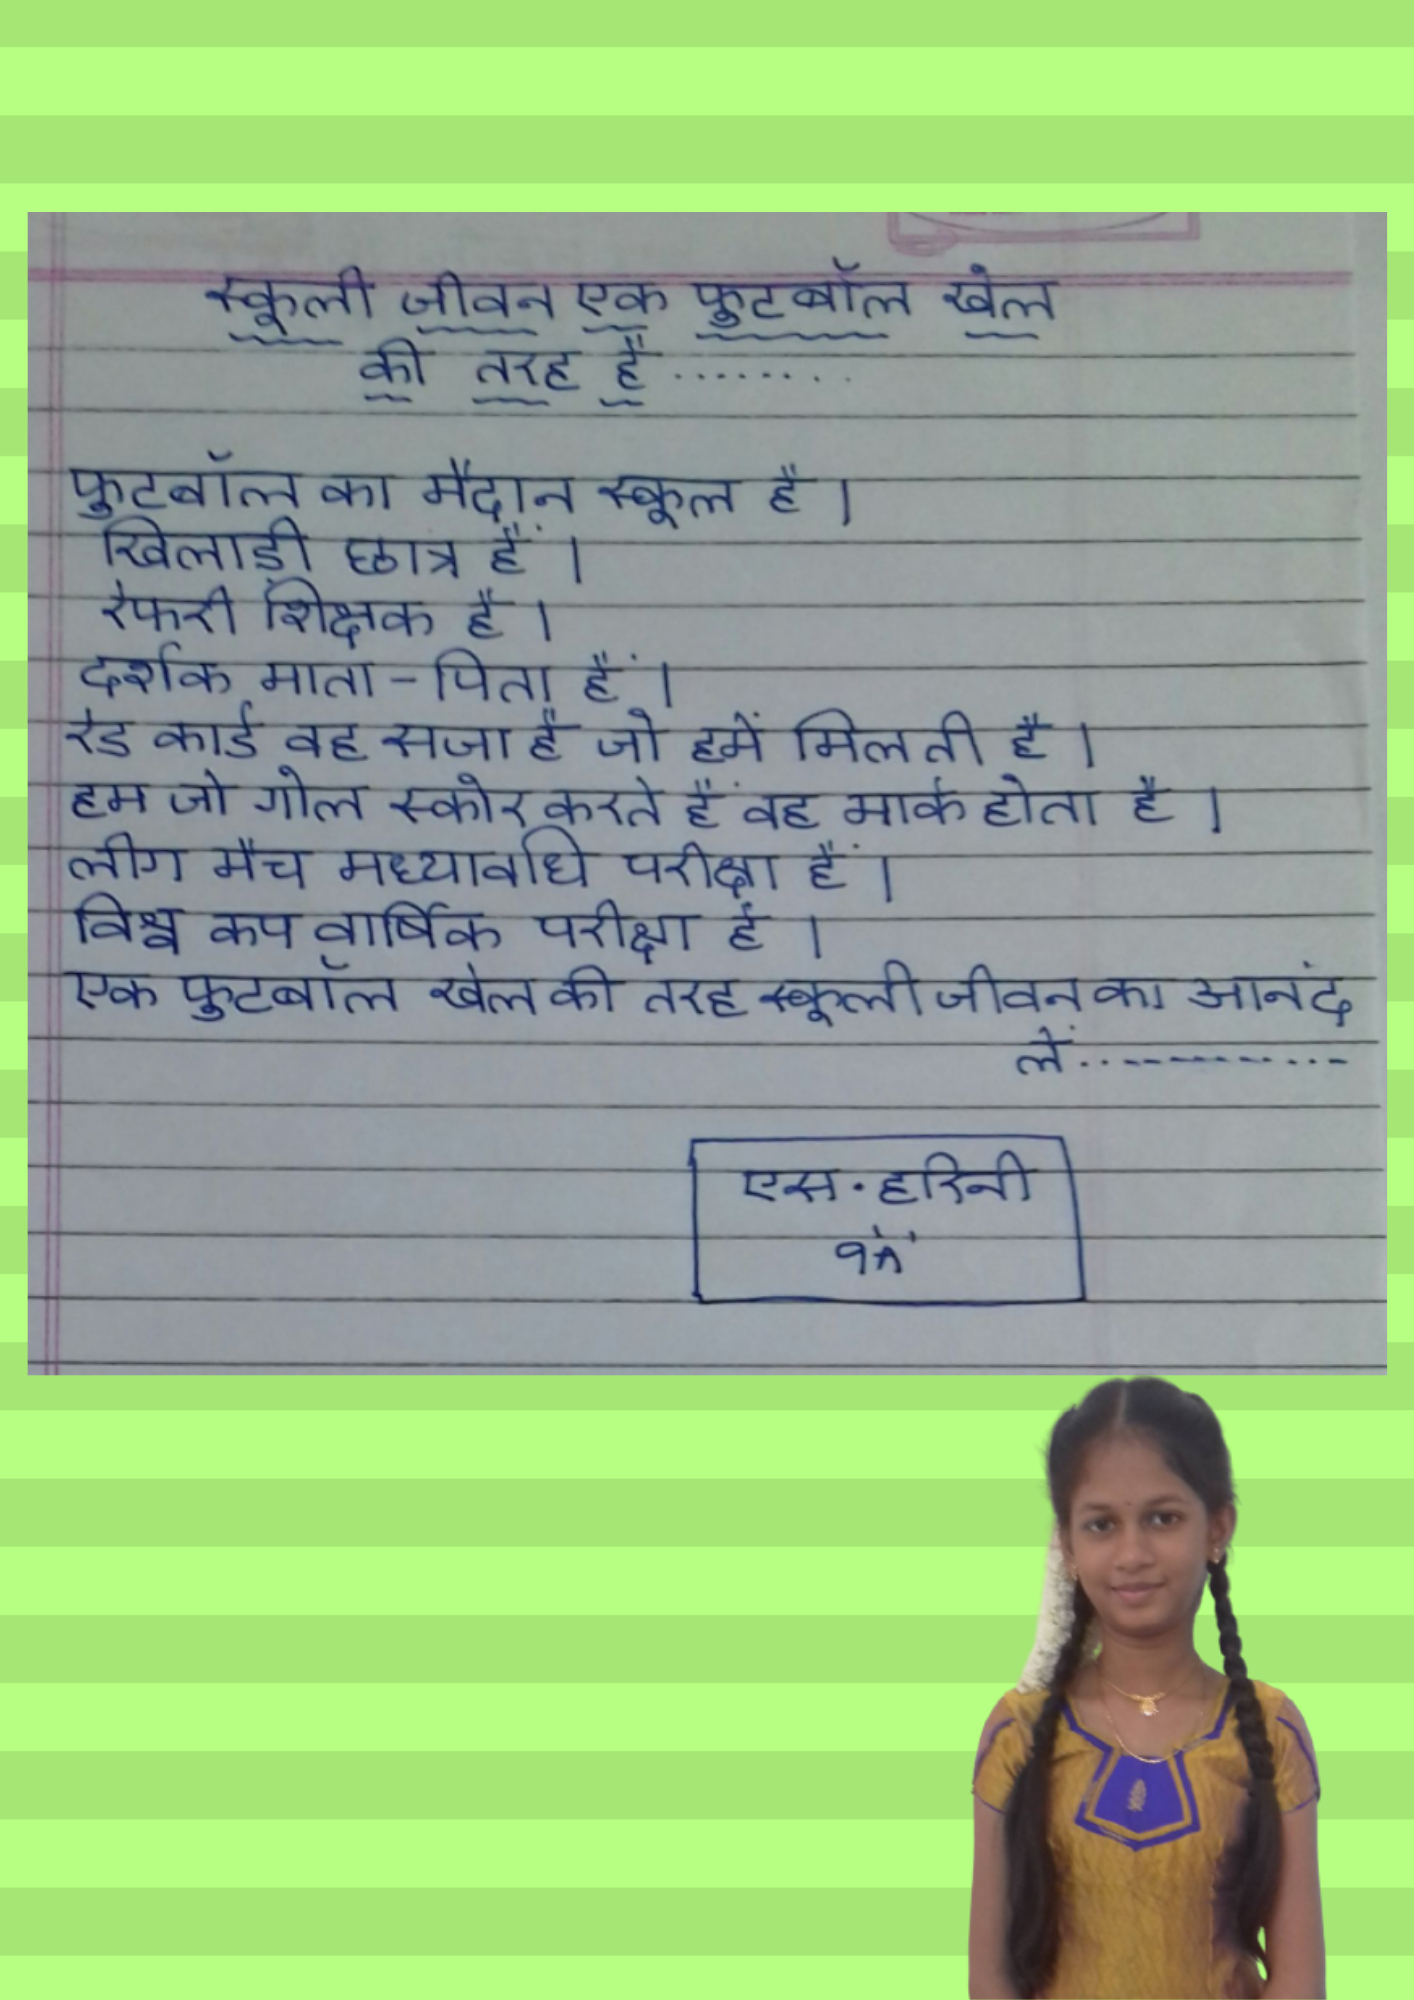 स्कूली जीवन एक फुटबॉल खेल
की तरह है ........
फुटबॉल का मैदान स्कूल है ।
खिलाड़ी छात्र हैं ।
रेफरी शिक्षक है ।
दर्शक माता - पिता हैं ।
रेड कार्ड वह सजा है जो हमें मिलती है ।
हम जो गोल स्कोर करते हैं वह मार्क होता है ।
लीग मैच मध्यावधि परीक्षा हैं ।
विश्व कप वार्षिक परीक्षा है ।
एक फुटबॉल खेल की तरह स्कूली जीवन का आनंद
लें ............
एस . हरिनी
9 'A'